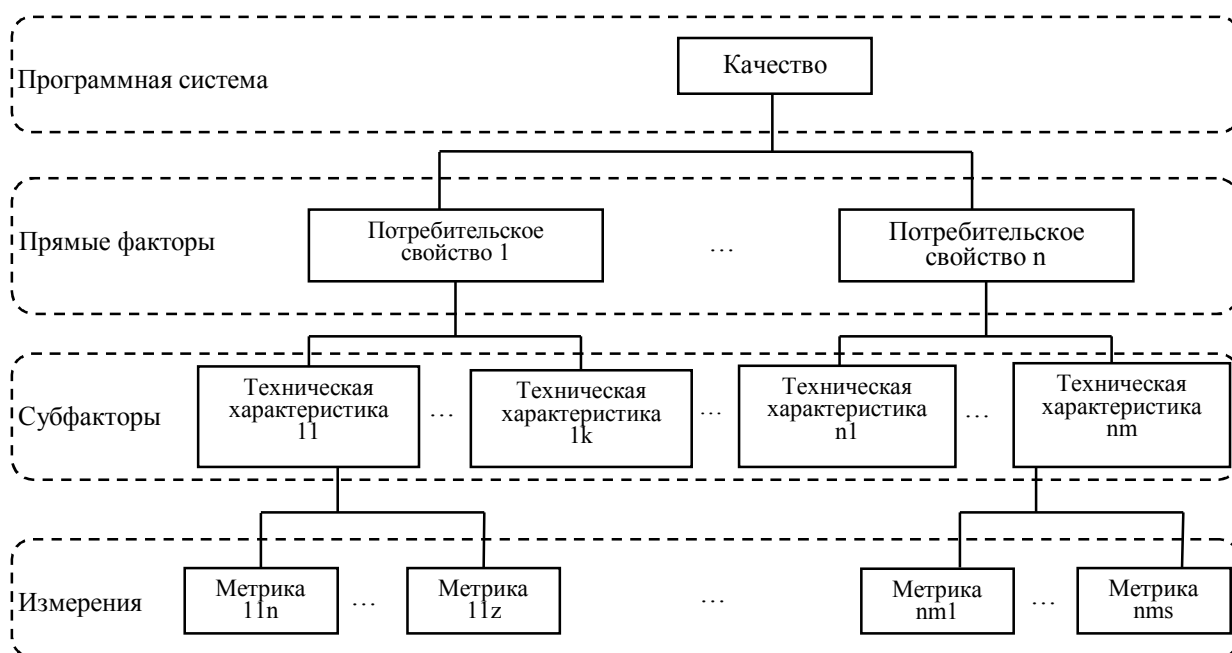 Качество
Программная система
Потребительское
свойство 1
Прямые факторы
...
Потребительское
свойство n
Техническая
характеристика
11
Субфакторы
...
Техническая
характеристика
1k
...
Техническая
характеристика
n1
...
Техническая
характеристика
nm
Измерения
Метрика
11n
...
Метрика
11z
...
Метрика
nm1
...
Метрика
nms